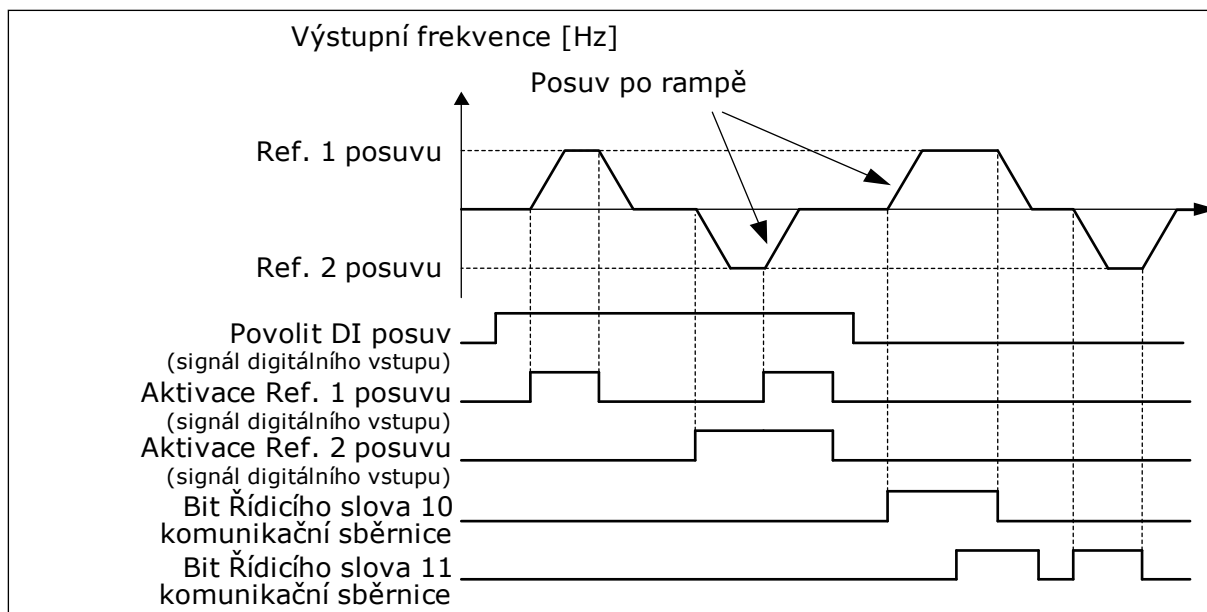 Výstupní frekvence [Hz]
Posuv po rampě
Ref. 1 posuvu
Ref. 2 posuvu
Povolit DI posuv
(signál digitálního vstupu)
Aktivace Ref. 1 posuvu
(signál digitálního vstupu)
Aktivace Ref. 2 posuvu
(signál digitálního vstupu)
Bit Řídicího slova 10
komunikační sběrnice
Bit Řídicího slova 11
komunikační sběrnice